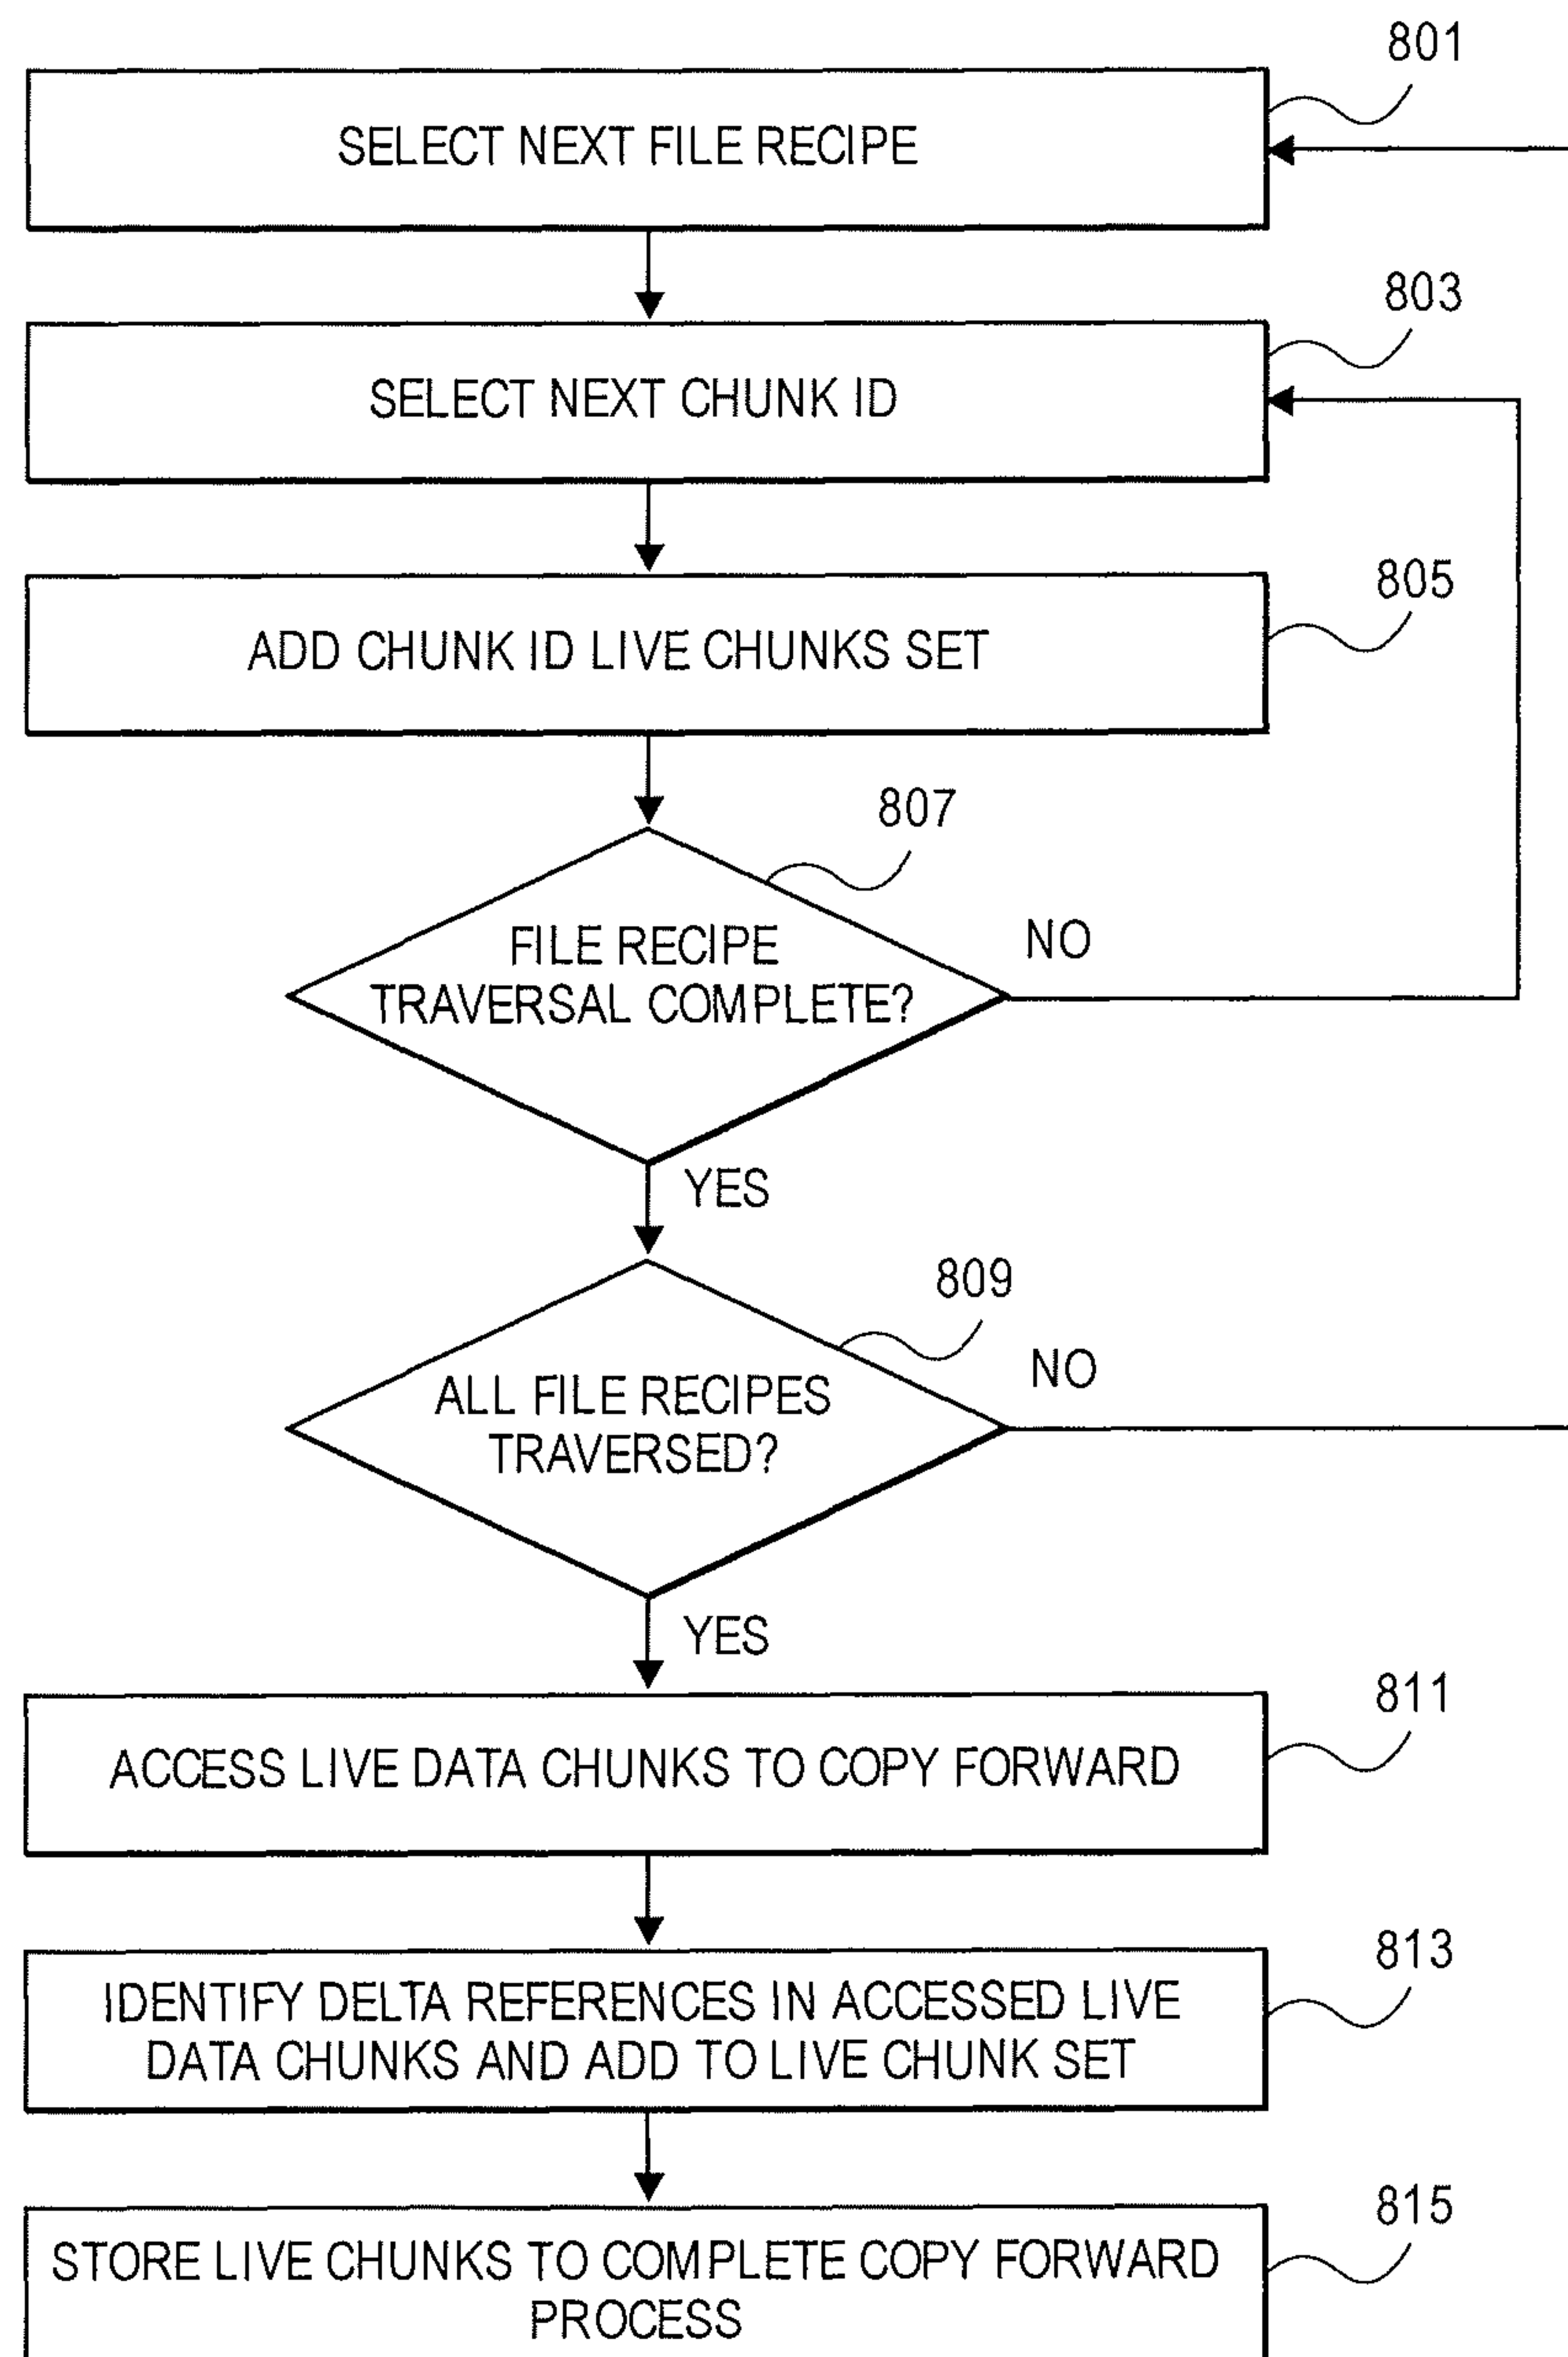 801
SELECT NEXT FILE RECIPE
803
SELECT NEXT CHUNK ID
805
ADD CHUNK ID LIVE CHUNKS SET
807
FILE RECIPE
TRAVERSAL COMPLETE?
NO
YES
809
ALL FILE RECIPES
TRAVERSED?
NO
YES
811
ACCESS LIVE DATA CHUNKS TO COPY FORWARD
813
IDENTIFY DELTA REFERENCES IN ACCESSED LIVE
DATA CHUNKS AND ADD TO LIVE CHUNK SET
815
STORE LIVE CHUNKS TO COMPLETE COPY FORWARD
PROCESS